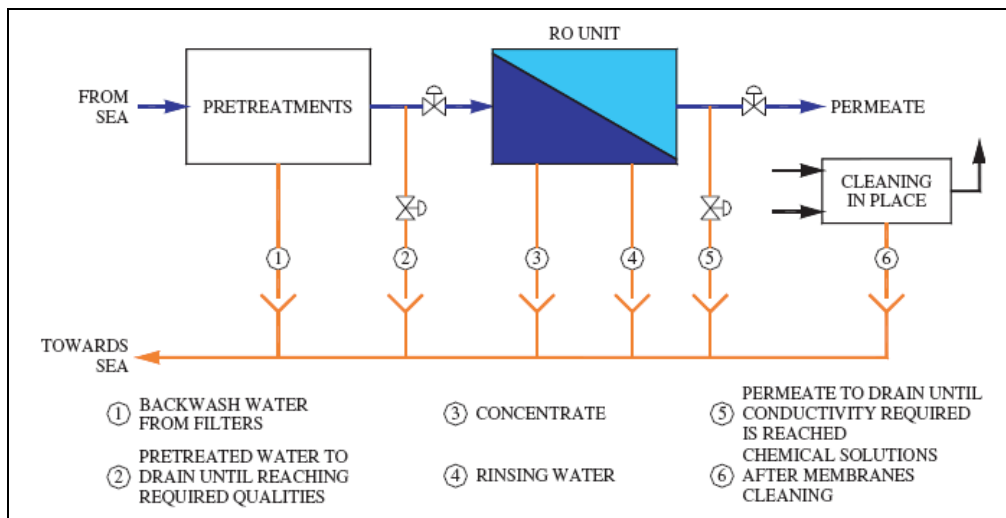 RO UNIT
FROM
SEA
PRETREATMENTS
PERMEATE
CLEANING
IN PLACE
1
2
3
4
5
6
TOWARDS
SEA
1 BACKWASH WATER
FROM FILTERS
2 PRETREATED WATER TO
DRAIN UNTIL REACHING
REQUIRED QUALITIES
3 CONCENTRATE
4 RINSING WATER
5 PERMEATE TO DRAIN UNTIL
CONDUCTIVITY REQUIRED
IS REACHED
6 CHEMICAL SOLUTIONS
AFTER MEMBRANES
CLEANING